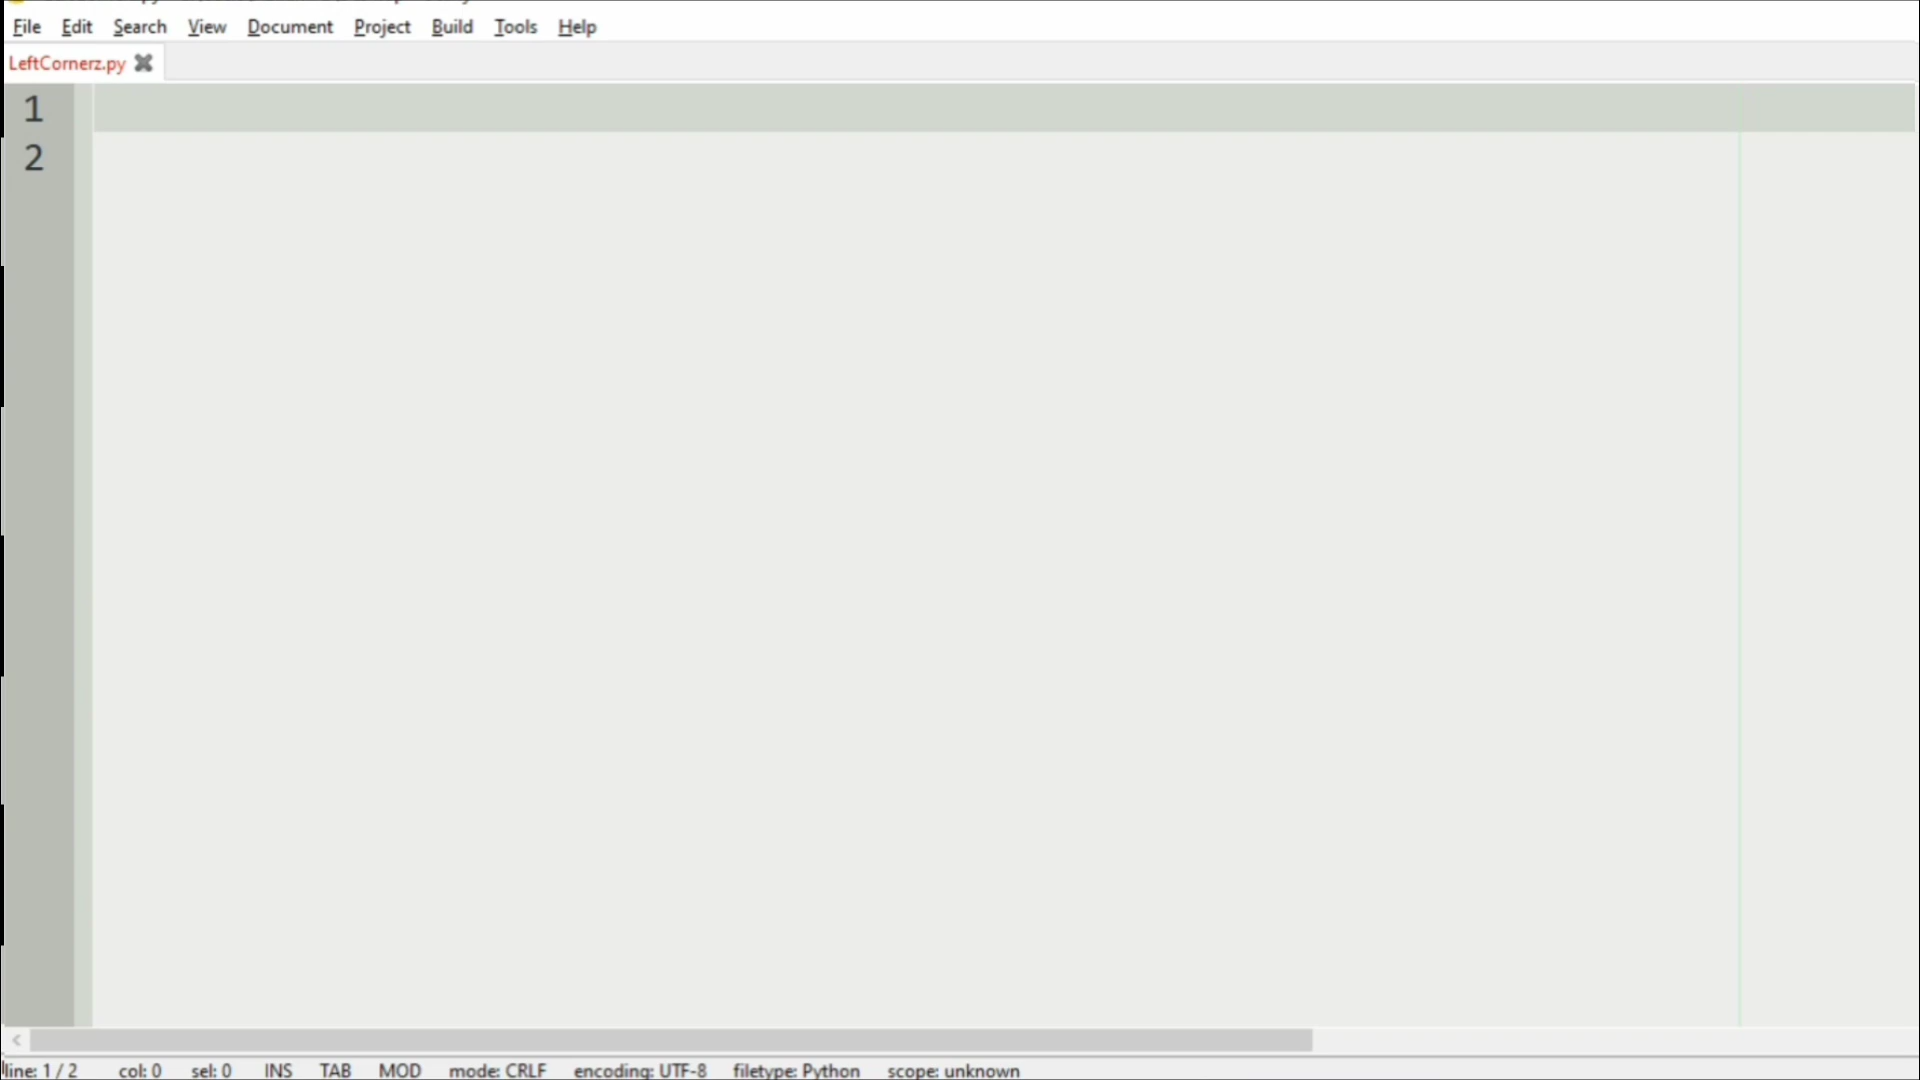 File Edit Search View Document Project Build Tools Help
LeftCornerz.py
1
2
line: 1 / 2 col: 0 sel: 0 INS TAB MOD mode: CRLF encoding: UTF-8 filetype: Python scope: unknown